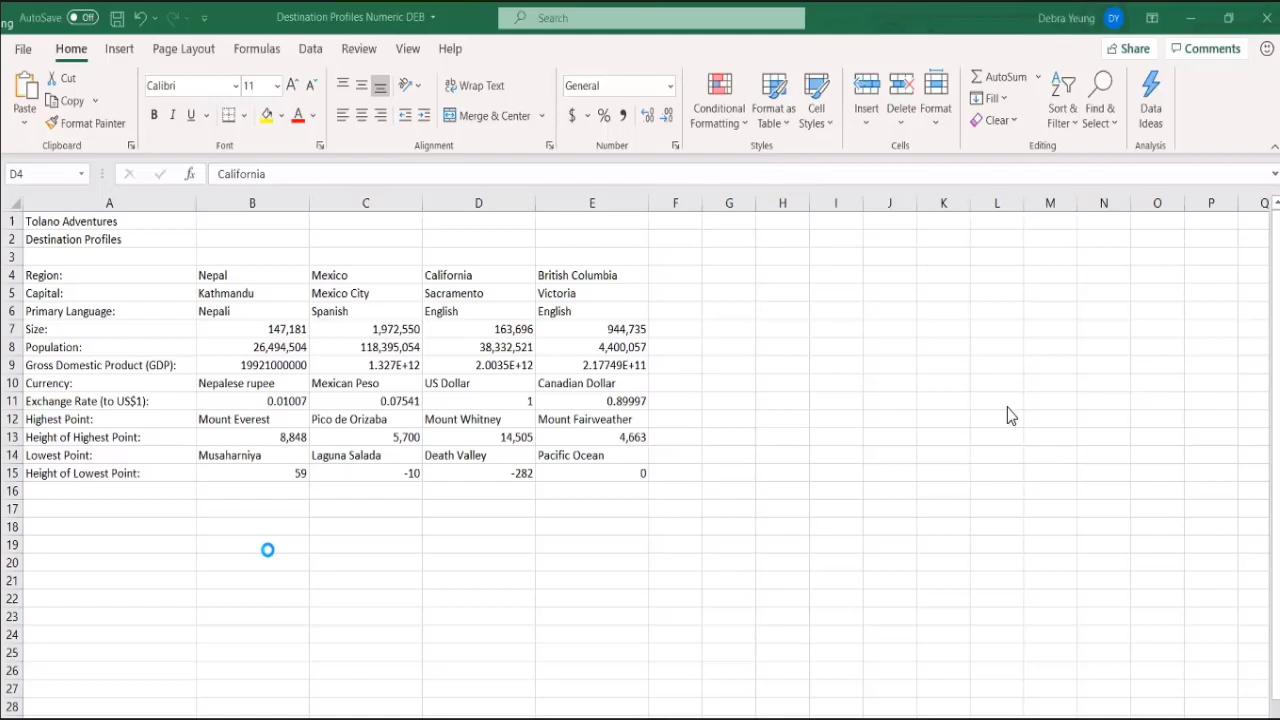 ng AutoSave Off Destination Profiles Numeric DEB Search Debra Yeung DY
File Home Insert Page Layout Formulas Data Review View Help Share Comments
Paste Cut Copy Format Painter Clipboard
Calibri 11 A A B I U A Font
Wrap Text Merge & Center Alignment
General $ % Number
Conditional Formatting Format as Table Cell Styles Styles
Insert Delete Format Cells
AutoSum Fill Clear Sort & Filter Find & Select Editing
Data Ideas Analysis
D4 fx California
A B C D E F G H I J K L M N O P Q
1 Tolano Adventures
2 Destination Profiles
3
4 Region: Nepal Mexico California British Columbia
5 Capital: Kathmandu Mexico City Sacramento Victoria
6 Primary Language: Nepali Spanish English English
7 Size: 147,181 1,972,550 163,696 944,735
8 Population: 26,494,504 118,395,054 38,332,521 4,400,057
9 Gross Domestic Product (GDP): 19921000000 1.327E+12 2.0035E+12 2.17749E+11
10 Currency: Nepalese rupee Mexican Peso US Dollar Canadian Dollar
11 Exchange Rate (to US$1): 0.01007 0.07541 1 0.89997
12 Highest Point: Mount Everest Pico de Orizaba Mount Whitney Mount Fairweather
13 Height of Highest Point: 8,848 5,700 14,505 4,663
14 Lowest Point: Musaharniya Laguna Salada Death Valley Pacific Ocean
15 Height of Lowest Point: 59 -10 -282 0
16
17
18
19
20
21
22
23
24
25
26
27
28